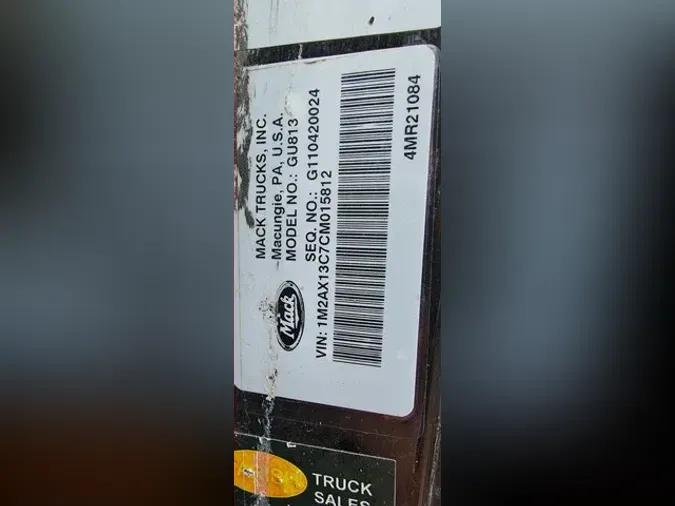 MACK TRUCKS, INC.
Macungie, PA, U.S.A.
MODEL NO.: GU813
SEQ. NO.: G110420024
Mack
VIN: 1M2AX13C7CM015812
4MR21084
TRUCK
SALES